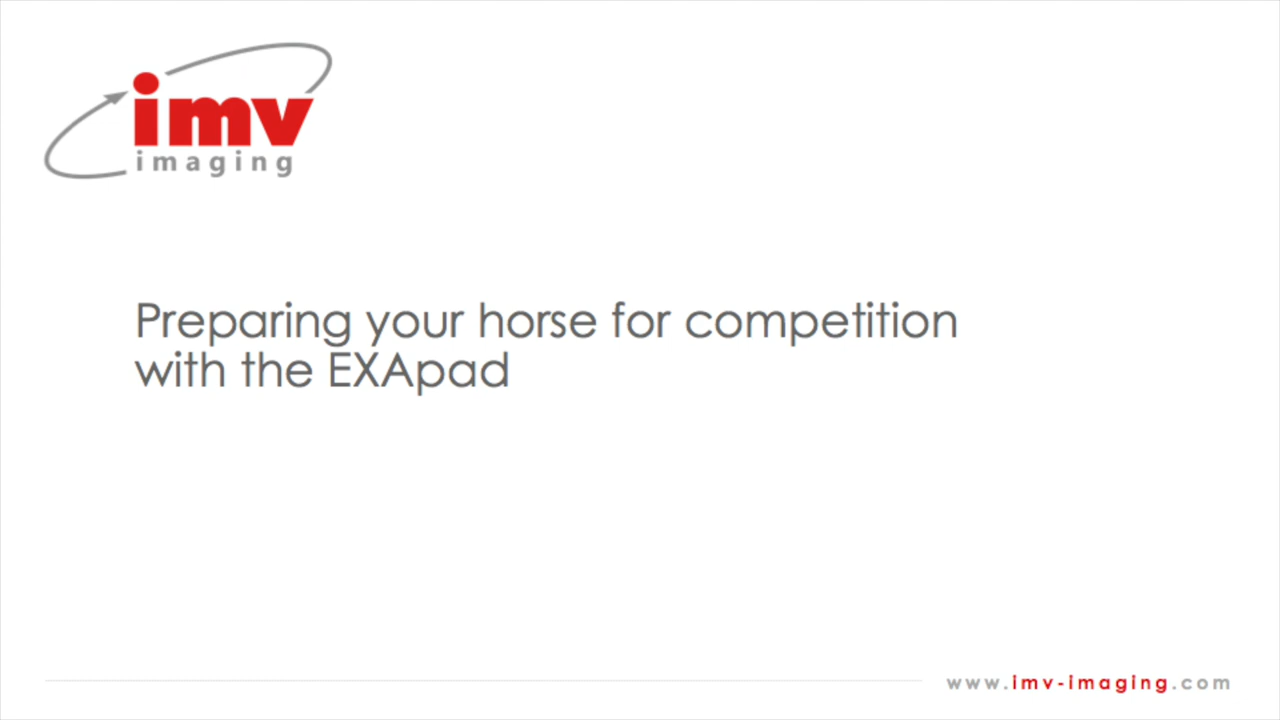 imv
imaging
Preparing your horse for competition
with the EXApad
www.imv-imaging.com